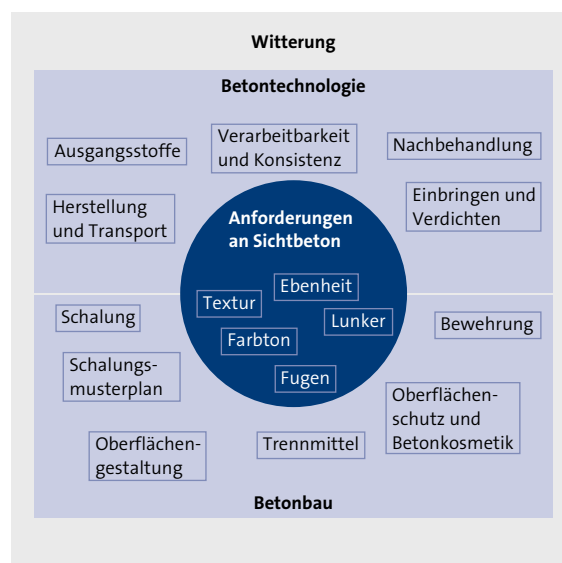 Witterung
Betontechnologie
Ausgangsstoffe
Verarbeitbarkeit
und Konsistenz
Nachbehandlung
Herstellung
und Transport
Einbringen und
Verdichten
Anforderungen
an Sichtbeton
Ebenheit
Textur
Lunker
Farbton
Fugen
Schalung
Bewehrung
Schalungs-
musterplan
Oberflächen-
schutz und
Betonkosmetik
Oberflächen-
gestaltung
Trennmittel
Betonbau